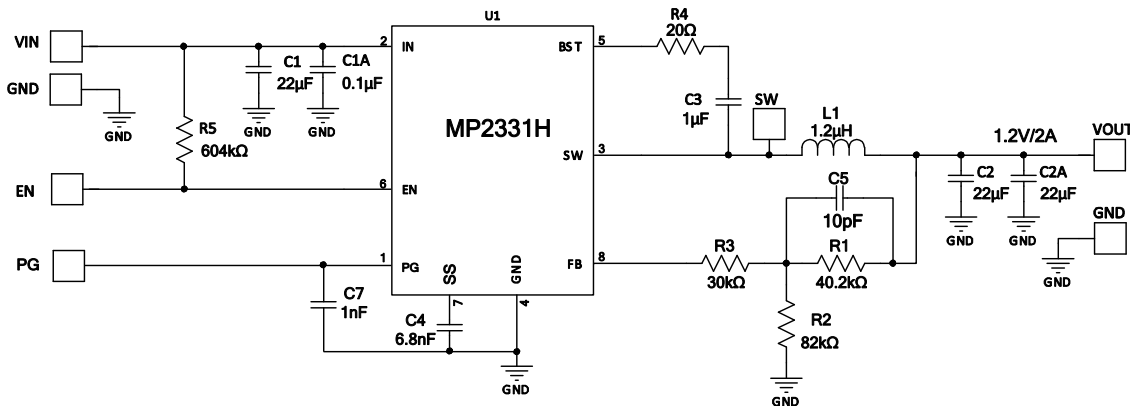 U1
MP2331H
VIN
GND
GND
EN
PG
R5
604kΩ
C1
22µF
GND
C1A
0.1µF
GND
2
IN
6
EN
1
PG
SS
7
GND
4
BST
5
SW
3
FB
8
C7
1nF
C4
6.8nF
GND
R4
20Ω
C3
1µF
SW
L1
1.2µH
1.2V/2A
VOUT
C2
22µF
GND
C2A
22µF
GND
GND
GND
C5
10pF
R3
30kΩ
R1
40.2kΩ
R2
82kΩ
GND